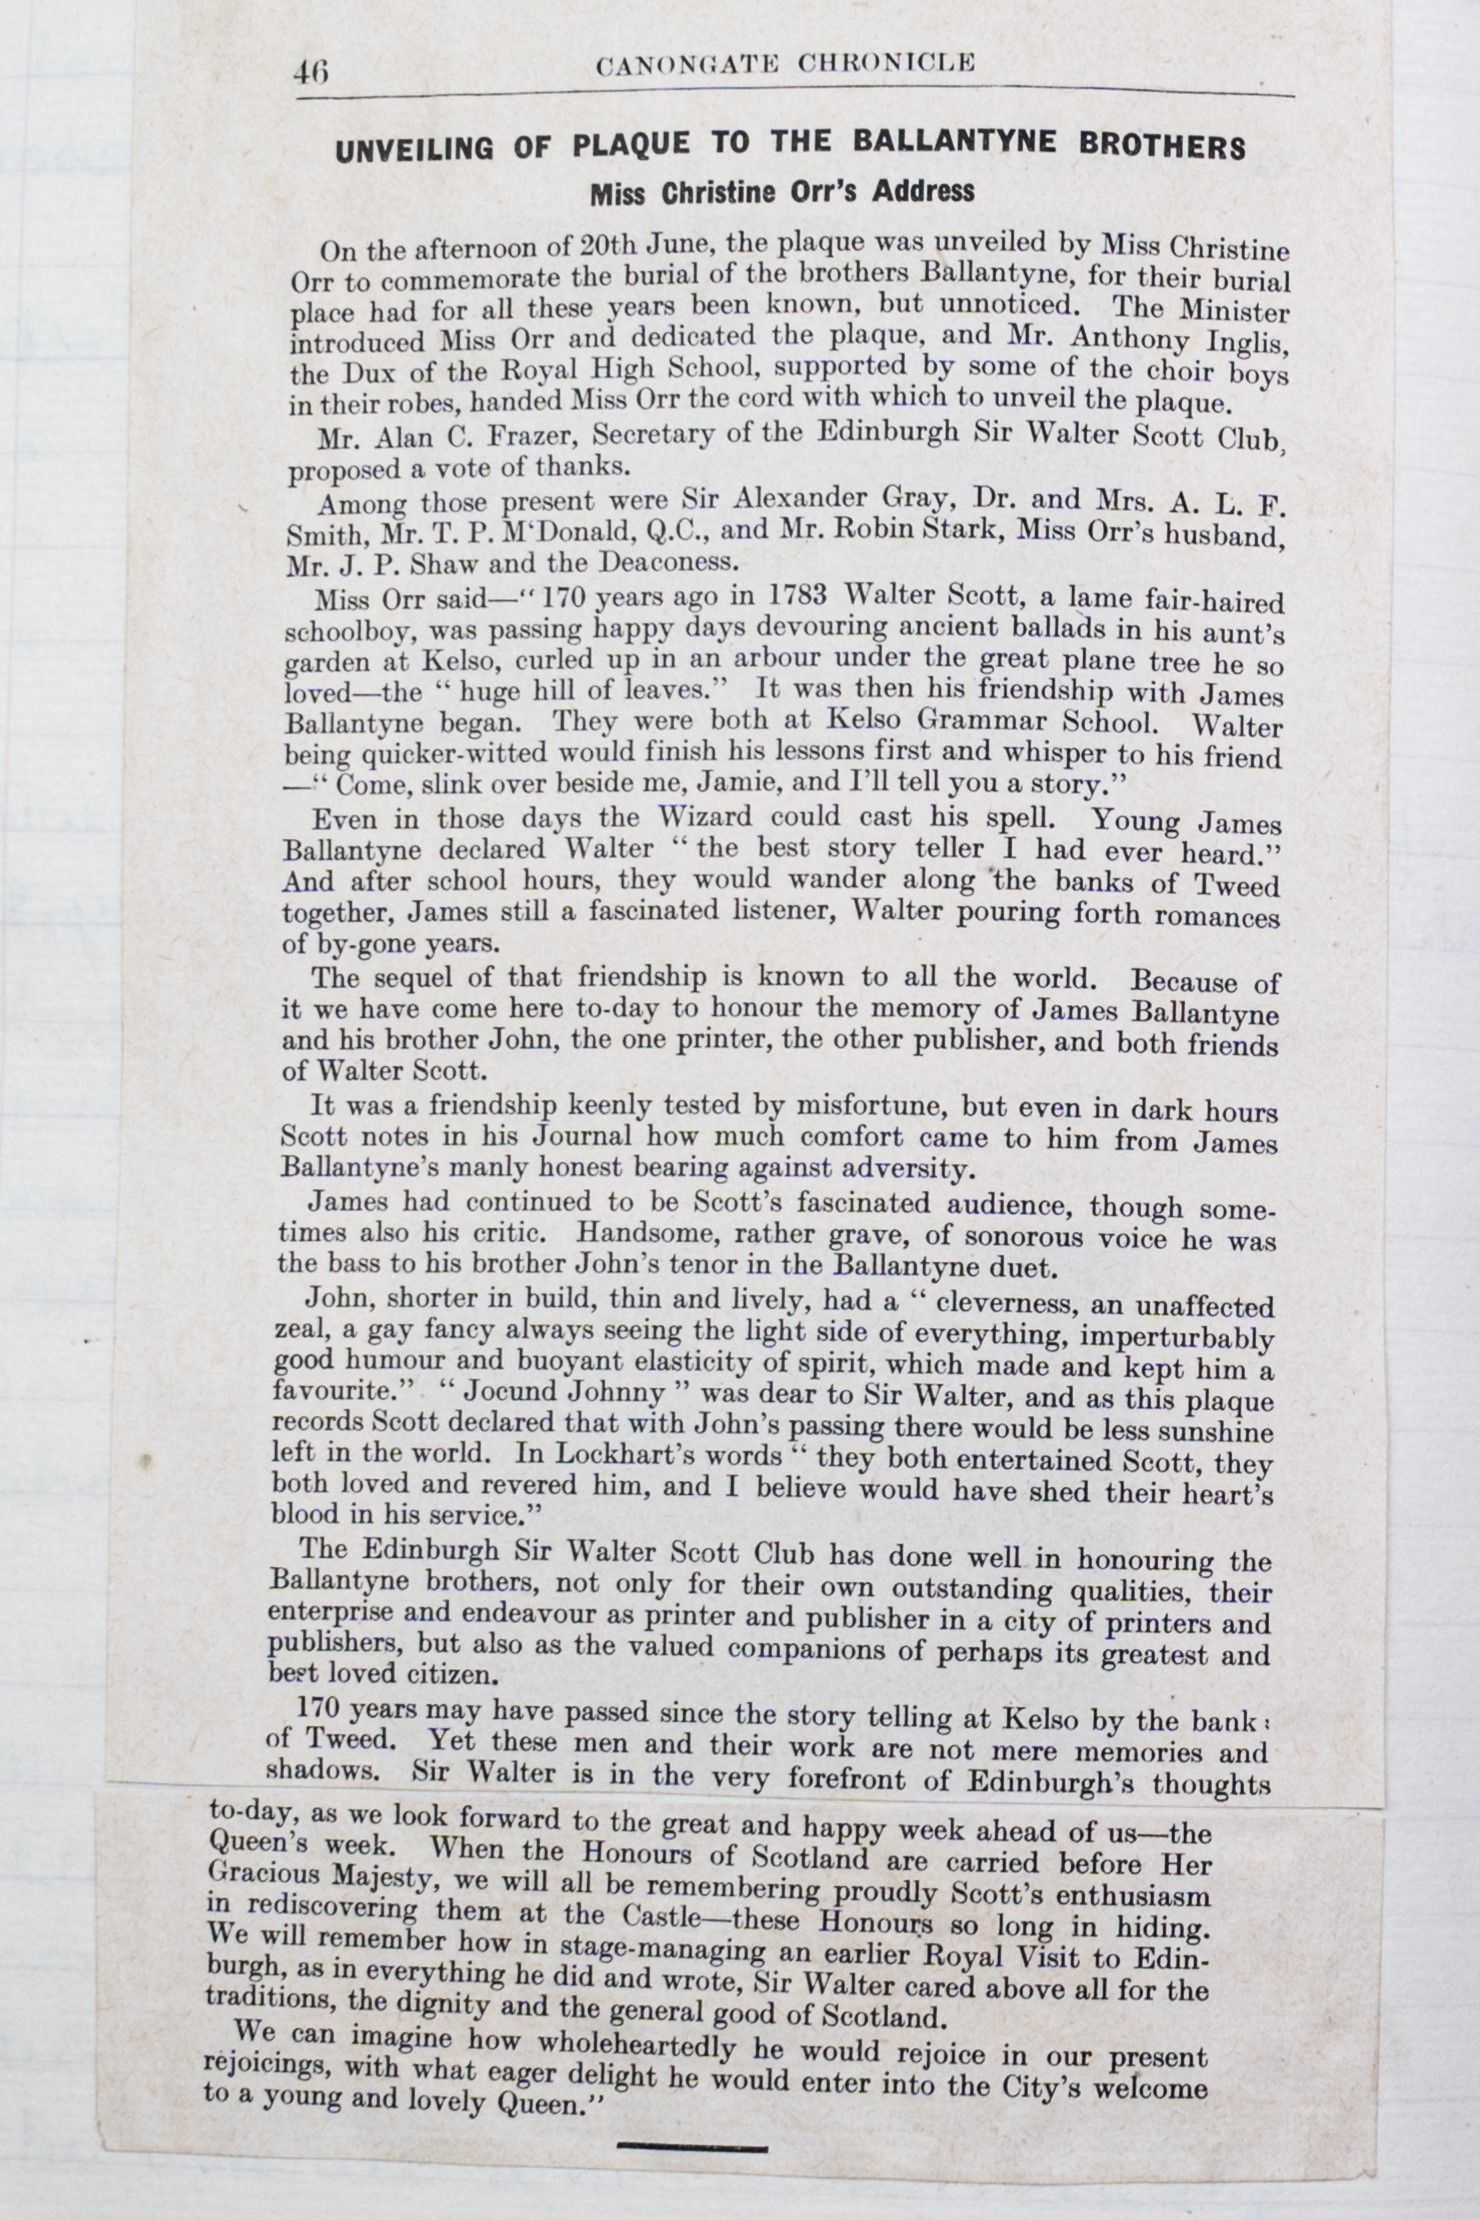 46 CANONGATE CHRONICLE
UNVEILING OF PLAQUE TO THE BALLANTYNE BROTHERS
Miss Christine Orr's Address
On the afternoon of 20th June, the plaque was unveiled by Miss Christine
Orr to commemorate the burial of the brothers Ballantyne, for their burial
place had for all these years been known, but unnoticed. The Minister
introduced Miss Orr and dedicated the plaque, and Mr. Anthony Inglis,
the Dux of the Royal High School, supported by some of the choir boys
in their robes, handed Miss Orr the cord with which to unveil the plaque.
Mr. Alan C. Frazer, Secretary of the Edinburgh Sir Walter Scott Club,
proposed a vote of thanks.
Among those present were Sir Alexander Gray, Dr. and Mrs. A. L. F.
Smith, Mr. T. P. M‘Donald, Q.C., and Mr. Robin Stark, Miss Orr's husband,
Mr. J. P. Shaw and the Deaconess.
Miss Orr said—“ 170 years ago in 1783 Walter Scott, a lame fair-haired
schoolboy, was passing happy days devouring ancient ballads in his aunt's
garden at Kelso, curled up in an arbour under the great plane tree he so
loved—the “ huge hill of leaves.” It was then his friendship with James
Ballantyne began. They were both at Kelso Grammar School. Walter
being quicker-witted would finish his lessons first and whisper to his friend
—“ Come, slink over beside me, Jamie, and I'll tell you a story.”
Even in those days the Wizard could cast his spell. Young James
Ballantyne declared Walter “ the best story teller I had ever heard.”
And after school hours, they would wander along the banks of Tweed
together, James still a fascinated listener, Walter pouring forth romances
of by-gone years.
The sequel of that friendship is known to all the world. Because of
it we have come here to-day to honour the memory of James Ballantyne
and his brother John, the one printer, the other publisher, and both friends
of Walter Scott.
It was a friendship keenly tested by misfortune, but even in dark hours
Scott notes in his Journal how much comfort came to him from James
Ballantyne's manly honest bearing against adversity.
James had continued to be Scott's fascinated audience, though some-
times also his critic. Handsome, rather grave, of sonorous voice he was
the bass to his brother John's tenor in the Ballantyne duet.
John, shorter in build, thin and lively, had a “ cleverness, an unaffected
zeal, a gay fancy always seeing the light side of everything, imperturbably
good humour and buoyant elasticity of spirit, which made and kept him a
favourite.” “ Jocund Johnny ” was dear to Sir Walter, and as this plaque
records Scott declared that with John's passing there would be less sunshine
left in the world. In Lockhart's words “ they both entertained Scott, they
both loved and revered him, and I believe would have shed their heart's
blood in his service.”
The Edinburgh Sir Walter Scott Club has done well in honouring the
Ballantyne brothers, not only for their own outstanding qualities, their
enterprise and endeavour as printer and publisher in a city of printers and
publishers, but also as the valued companions of perhaps its greatest and
best loved citizen.
170 years may have passed since the story telling at Kelso by the banks
of Tweed. Yet these men and their work are not mere memories and
shadows. Sir Walter is in the very forefront of Edinburgh's thoughts
to-day, as we look forward to the great and happy week ahead of us—the
Queen's week. When the Honours of Scotland are carried before Her
Gracious Majesty, we will all be remembering proudly Scott's enthusiasm
in rediscovering them at the Castle—these Honours so long in hiding.
We will remember how in stage-managing an earlier Royal Visit to Edin-
burgh, as in everything he did and wrote, Sir Walter cared above all for the
traditions, the dignity and the general good of Scotland.
We can imagine how wholeheartedly he would rejoice in our present
rejoicings, with what eager delight he would enter into the City's welcome
to a young and lovely Queen.”